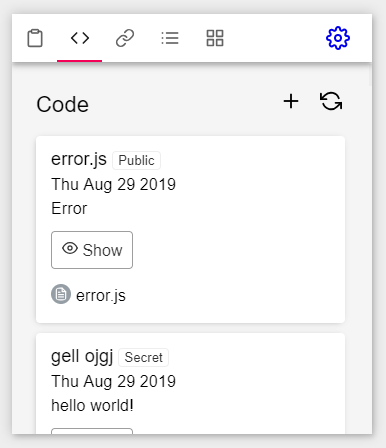 Code
error.js Public
Thu Aug 29 2019
Error
Show
error.js
gell ojgj Secret
Thu Aug 29 2019
hello world!